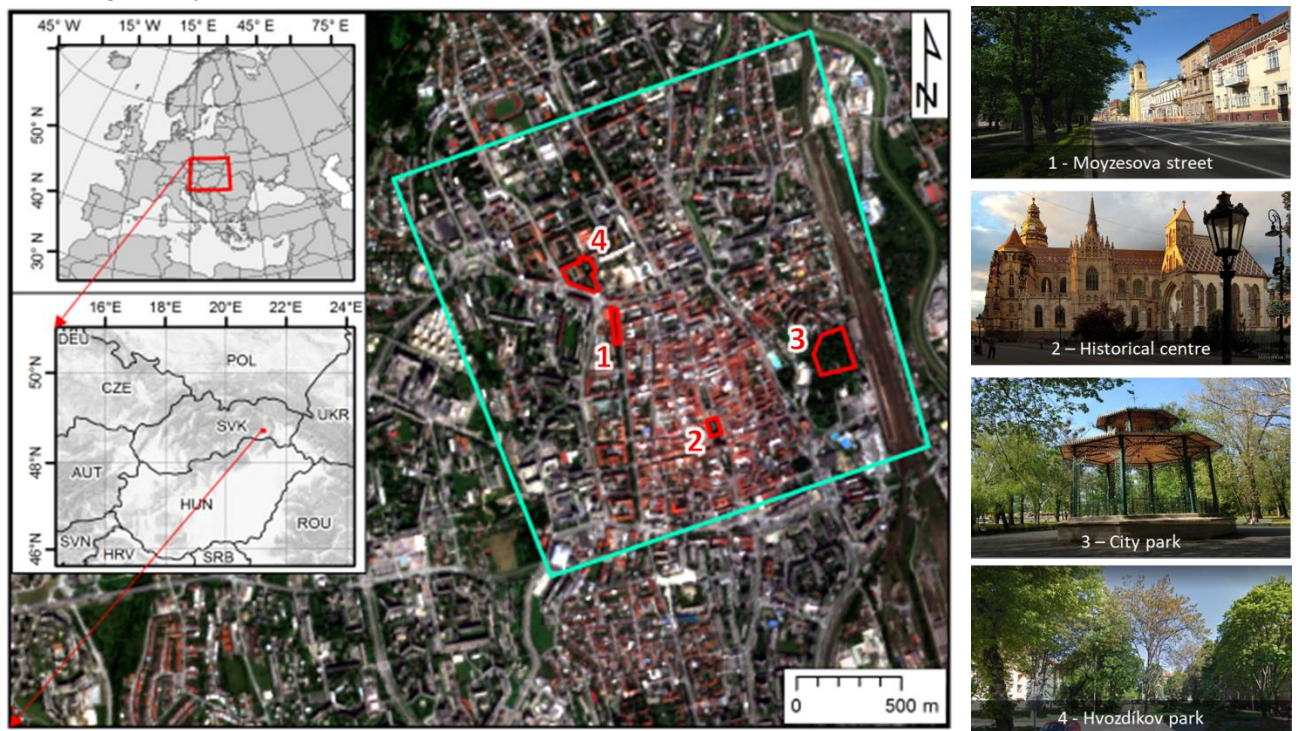 45° W 15° W 15° E 45° E 75° E
50° N
40° N
30° N
16°E 18°E 20°E 22°E 24°E
50°N
48°N
46°N
DEU
POL
CZE
UKR
SVK
AUT
HUN
ROU
SVN
HRV
SRB
N
4
1
3
2
0 500 m
1 - Moyzesova street
2 – Historical centre
3 – City park
4 - Hvozdíkov park